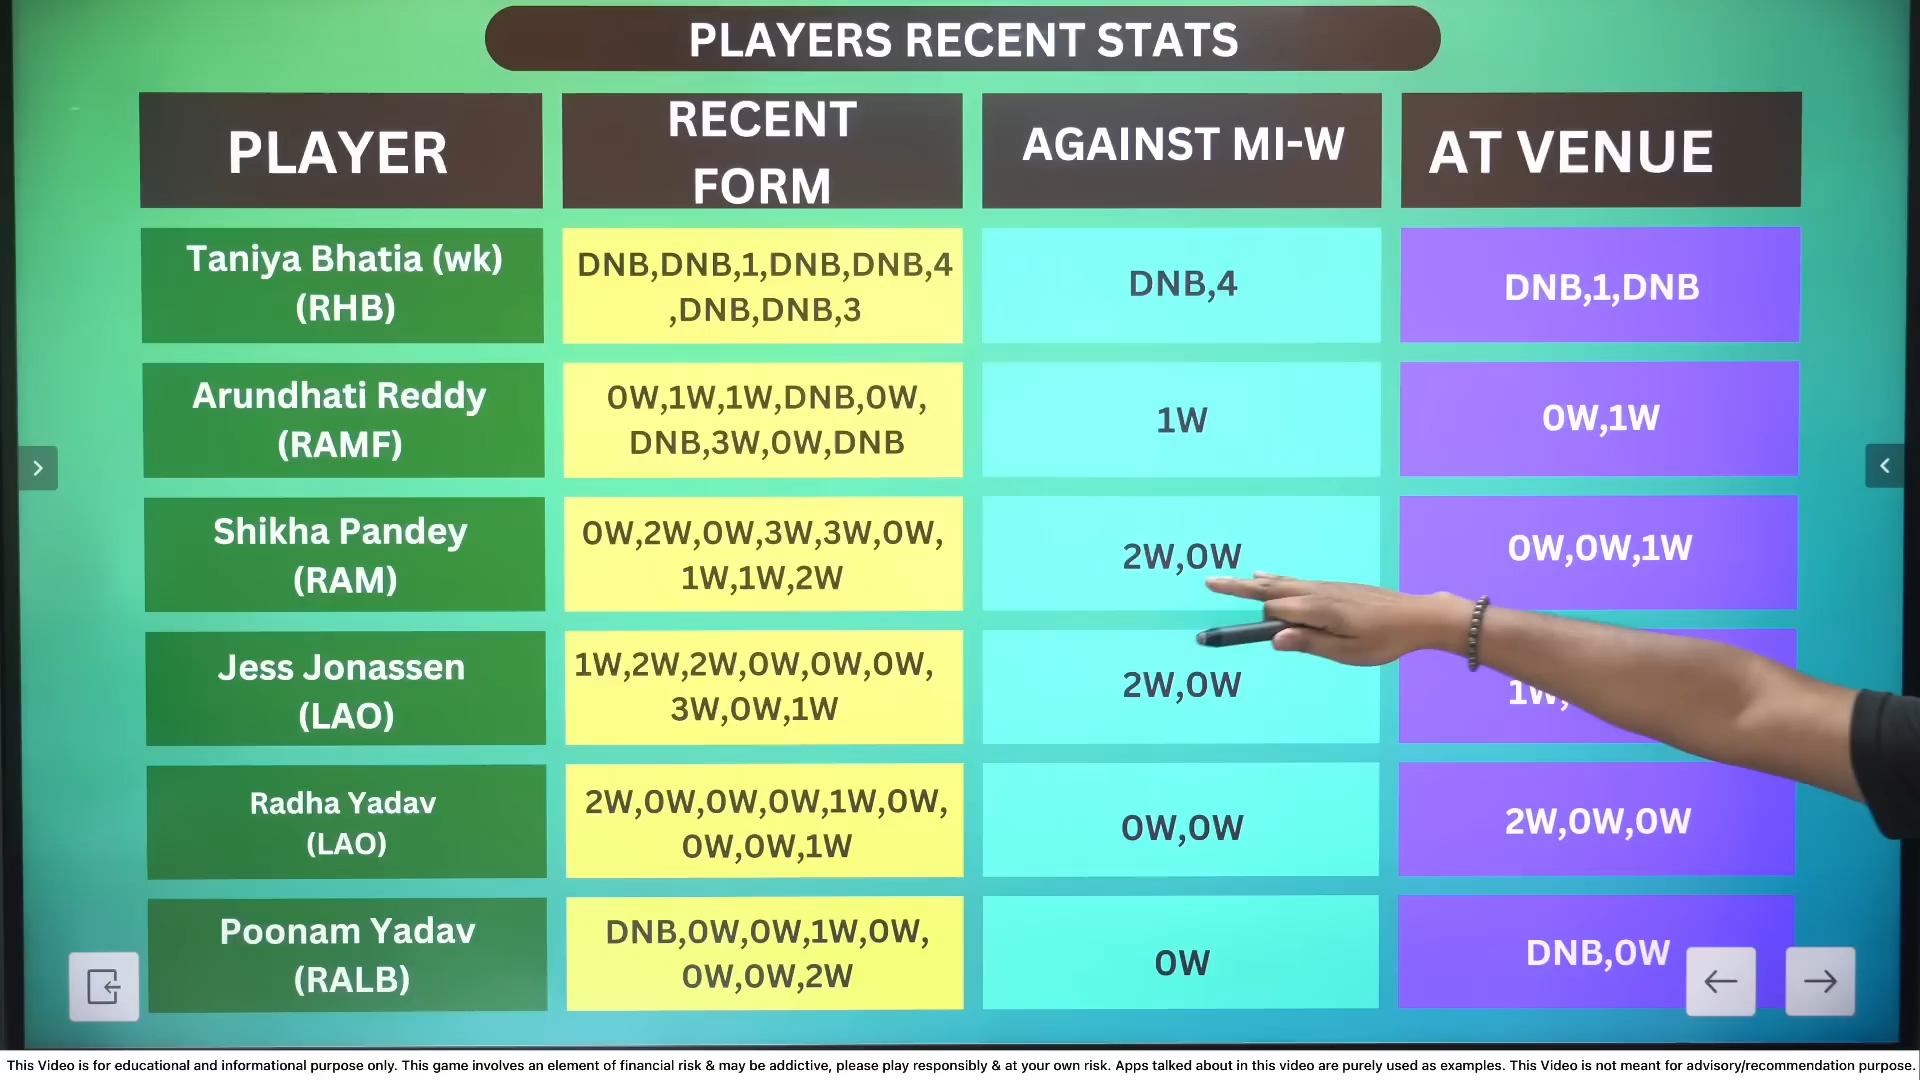 PLAYERS RECENT STATS
PLAYER
RECENT
FORM
AGAINST MI-W
AT VENUE
Taniya Bhatia (wk)
(RHB)
DNB,DNB,1,DNB,DNB,4
,DNB,DNB,3
DNB,4
DNB,1,DNB
Arundhati Reddy
(RAMF)
0W,1W,1W,DNB,0W,
DNB,3W,0W,DNB
1W
0W,1W
Shikha Pandey
(RAM)
0W,2W,0W,3W,3W,0W,
1W,1W,2W
2W,0W
0W,0W,1W
Jess Jonassen
(LAO)
1W,2W,2W,0W,0W,0W,
3W,0W,1W
2W,0W
1W,
Radha Yadav
(LAO)
2W,0W,0W,0W,1W,0W,
0W,0W,1W
0W,0W
2W,0W,0W
Poonam Yadav
(RALB)
DNB,0W,0W,1W,0W,
0W,0W,2W
0W
DNB,0W
This Video is for educational and informational purpose only. This game involves an element of financial risk & may be addictive, please play responsibly & at your own risk. Apps talked about in this video are purely used as examples. This Video is not meant for advisory/recommendation purpose.